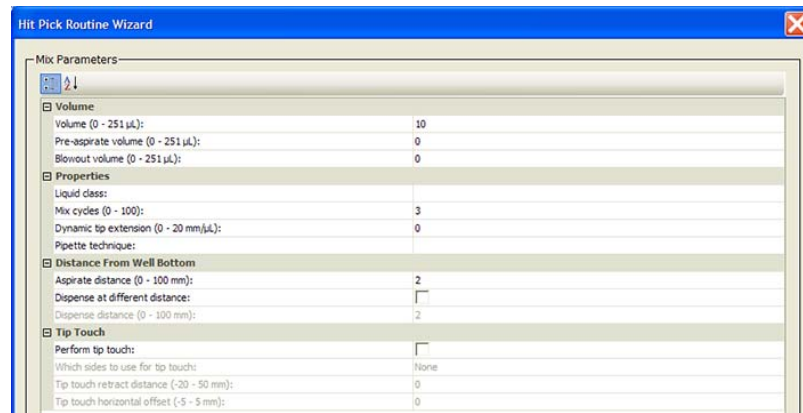 Hit Pick Routine Wizard
Mix Parameters
Volume
Volume (0 - 251 µL): 10
Pre-aspirate volume (0 - 251 µL): 0
Blowout volume (0 - 251 µL): 0
Properties
Liquid class:
Mix cycles (0 - 100): 3
Dynamic tip extension (0 - 20 mm/µL): 0
Pipette technique:
Distance From Well Bottom
Aspirate distance (0 - 100 mm): 2
Dispense at different distance:
Dispense distance (0 - 100 mm): 2
Tip Touch
Perform tip touch:
Which sides to use for tip touch: None
Tip touch retract distance (-20 - 50 mm): 0
Tip touch horizontal offset (-5 - 5 mm): 0